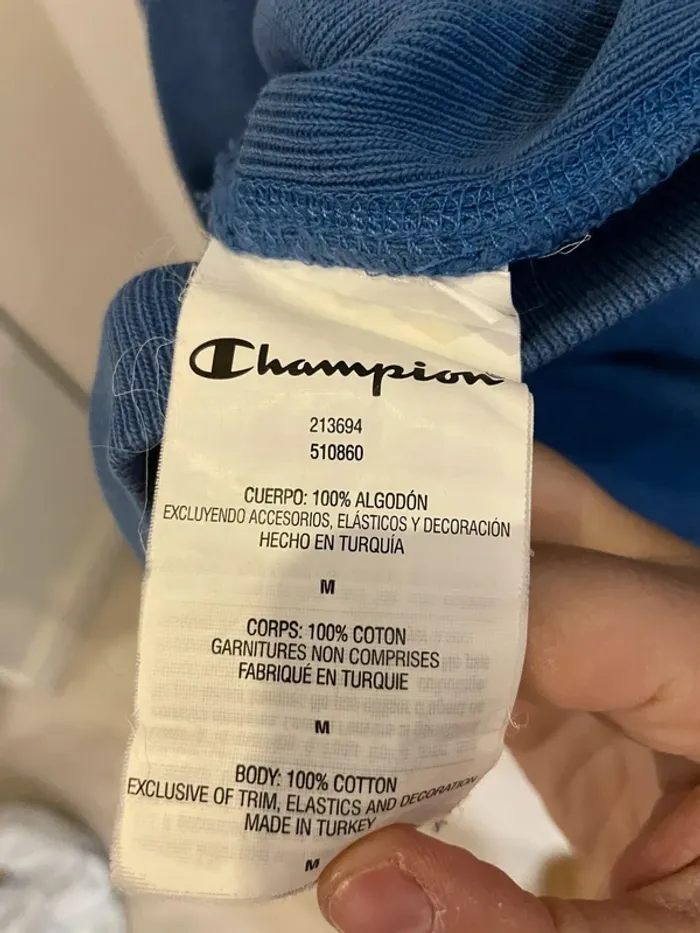 Champion
213694
510860
CUERPO: 100% ALGODÓN
EXCLUYENDO ACCESORIOS, ELÁSTICOS Y DECORACIÓN
HECHO EN TURQUÍA
M
CORPS: 100% COTON
GARNITURES NON COMPRISES
FABRIQUÉ EN TURQUIE
M
BODY: 100% COTTON
EXCLUSIVE OF TRIM, ELASTICS AND DECORATION
MADE IN TURKEY
M